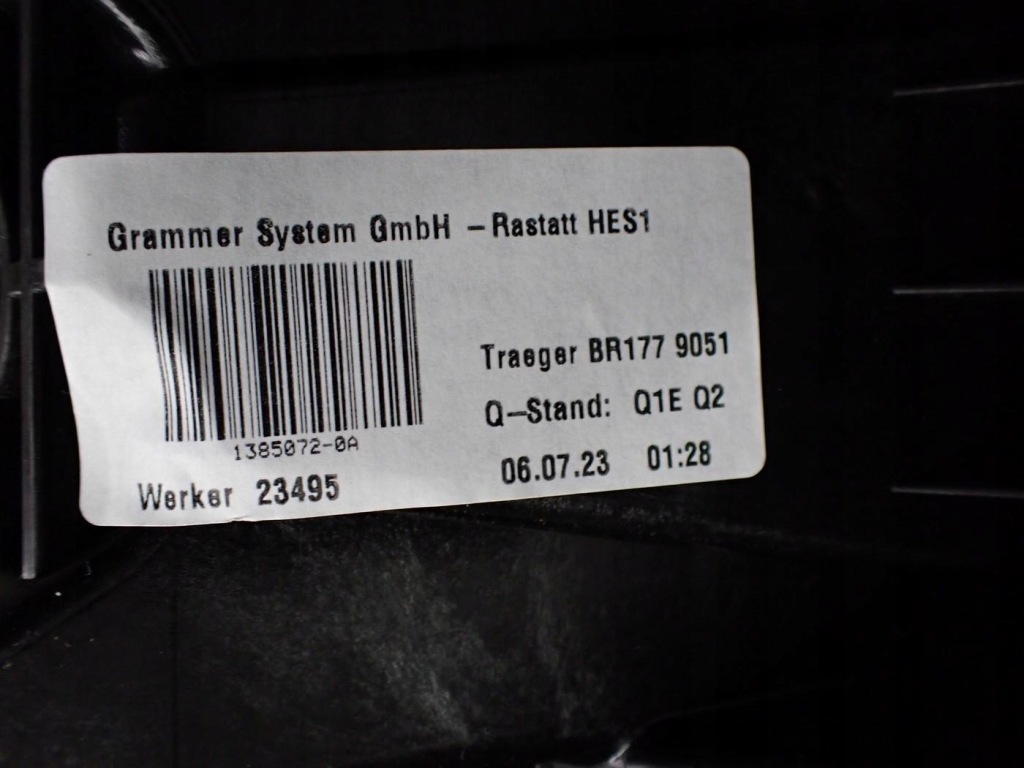 Grammer System GmbH – Rastatt HES1
1385072-0A
Werker 23495
Traeger BR177 9051
Q–Stand: Q1E Q2
06.07.23 01:28